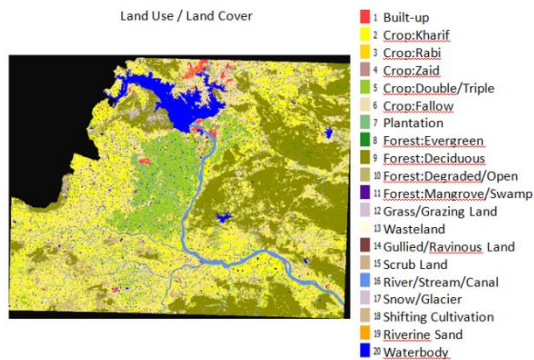 Land Use / Land Cover
1 Built-up
2 Crop:Kharif
3 Crop:Rabi
4 Crop:Zaid
5 Crop:Double/Triple
6 Crop:Fallow
7 Plantation
8 Forest:Evergreen
9 Forest:Deciduous
10 Forest:Degraded/Open
11 Forest:Mangrove/Swamp
12 Grass/Grazing Land
13 Wasteland
14 Gullied/Ravinous Land
15 Scrub Land
16 River/Stream/Canal
17 Snow/Glacier
18 Shifting Cultivation
19 Riverine Sand
20 Waterbody